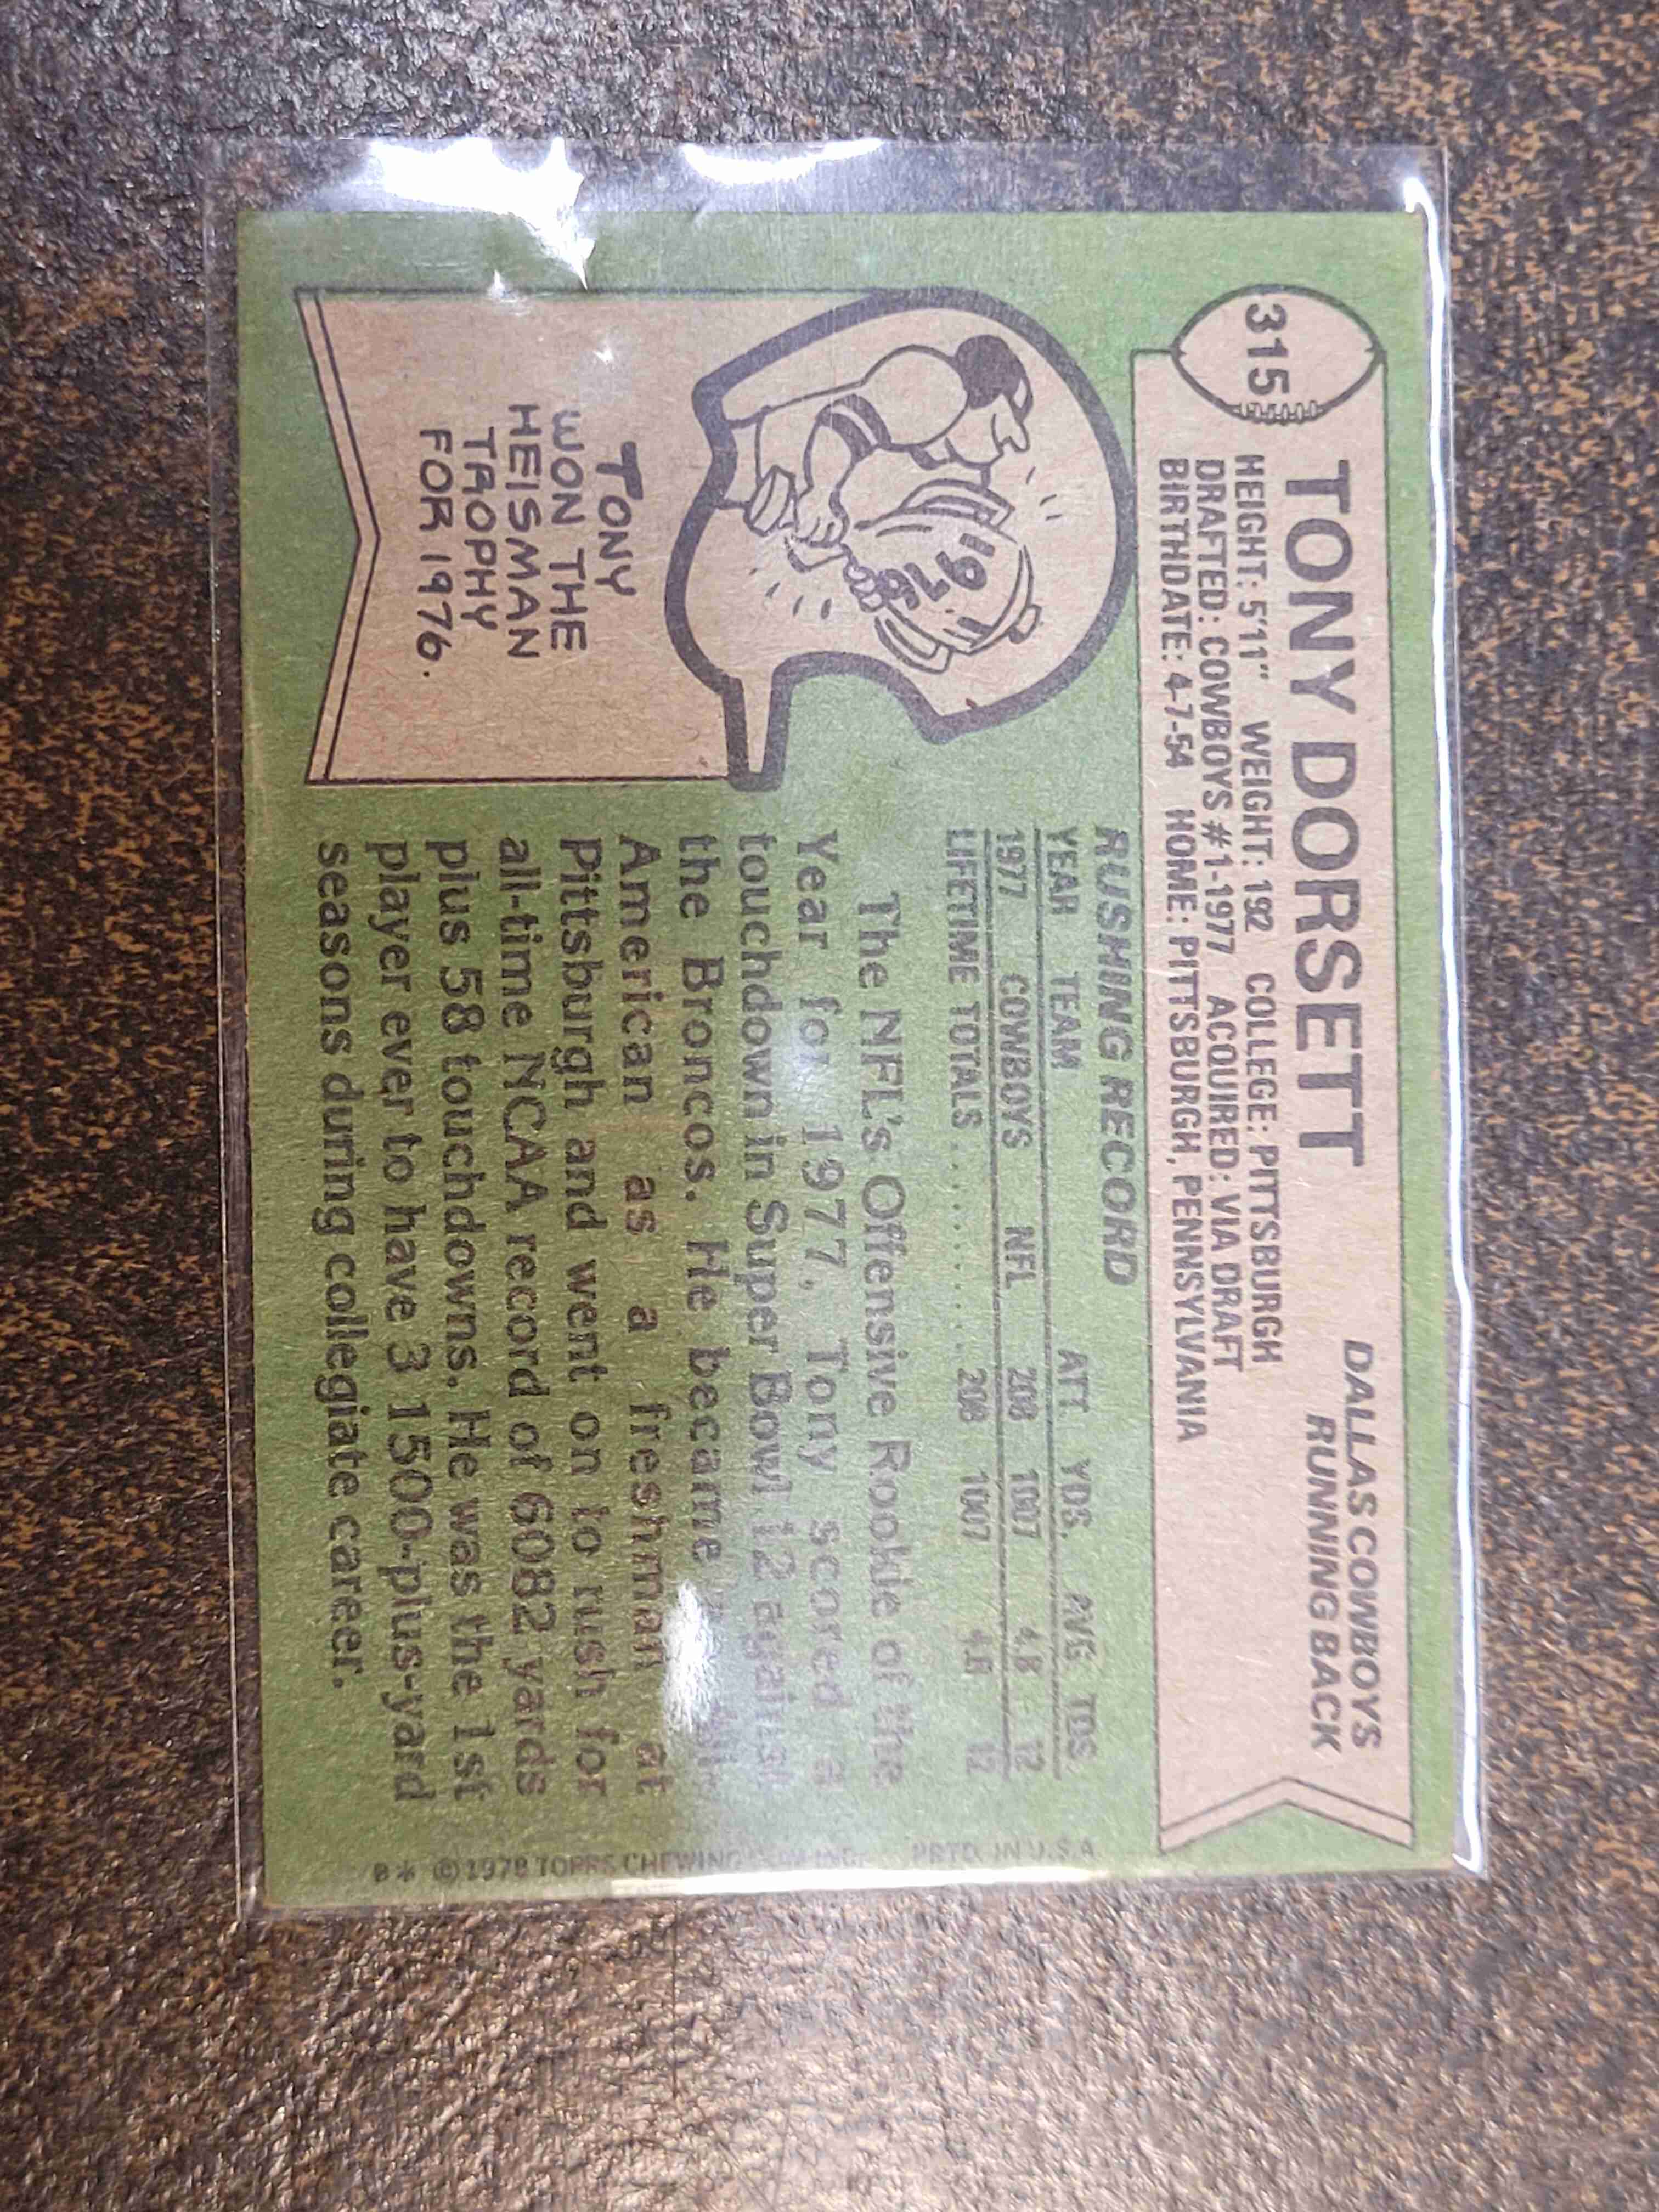 315
TONY DORSETT
DALLAS COWBOYS
RUNNING BACK
HEIGHT: 5'11" WEIGHT: 192 COLLEGE: PITTSBURGH
DRAFTED: COWBOYS #1-1977 ACQUIRED: VIA DRAFT
BIRTHDATE: 4-7-54 HOME: PITTSBURGH, PENNSYLVANIA
1976
TONY
WON THE
HEISMAN
TROPHY
FOR 1976.
RUSHING RECORD
YEAR TEAM ATT YDS. AVG TDS
1977 COWBOYS NFL 208 1007 4.8 12
LIFETIME TOTALS .......... 208 1007 4.8 12
The NFL's Offensive Rookie of the
Year for 1977, Tony scored a
touchdown in Super Bowl 12 against
the Broncos. He became
American as a freshman at
Pittsburgh and went on to rush for
all-time NCAA record of 6082 yards
plus 58 touchdowns. He was the 1st
player ever to have 3 1500-plus-yard
seasons during collegiate career.
B* © 1978 TOPPS CHEWING PRTD. IN U.S.A.